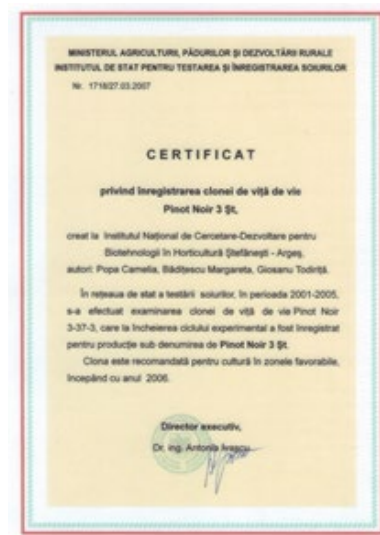 MINISTERUL AGRICULTURII, PĂDURILOR ȘI DEZVOLTĂRII RURALE
INSTITUTUL DE STAT PENTRU TESTAREA ȘI ÎNREGISTRAREA SOIURILOR
Nr. 1718/27.03.2007
CERTIFICAT
privind înregistrarea clonei de viță de vie
Pinot Noir 3 Șt,
creat la Institutul Național de Cercetare-Dezvoltare pentru
Biotehnologii în Horticultură Ștefănești - Argeș,
autori: Popa Camelia, Bădițescu Margareta, Giosanu Todirița.
În rețeaua de stat a testării soiurilor, în perioada 2001-2005,
s-a efectuat examinarea clonei de viță de vie Pinot Noir
3-37-3, care la încheierea ciclului experimental a fost înregistrat
pentru producție sub denumirea de Pinot Noir 3 Șt.
Clona este recomandată pentru cultură în zonele favorabile,
începând cu anul 2006.
Director executiv,
Dr. ing. Antonia Ivașcu